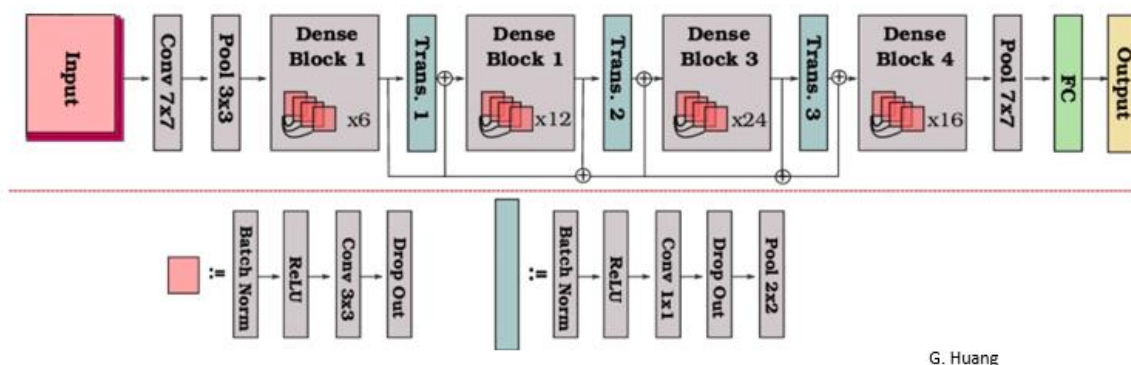 Input
Conv 7x7
Pool 3x3
Dense
Block 1
x6
Trans. 1
Dense
Block 1
x12
Trans. 2
Dense
Block 3
x24
Trans. 3
Dense
Block 4
x16
Pool 7x7
FC
Output
::=
Batch Norm
ReLU
Conv 3x3
Drop Out
::=
Batch Norm
ReLU
Conv 1x1
Drop Out
Pool 2x2
G. Huang